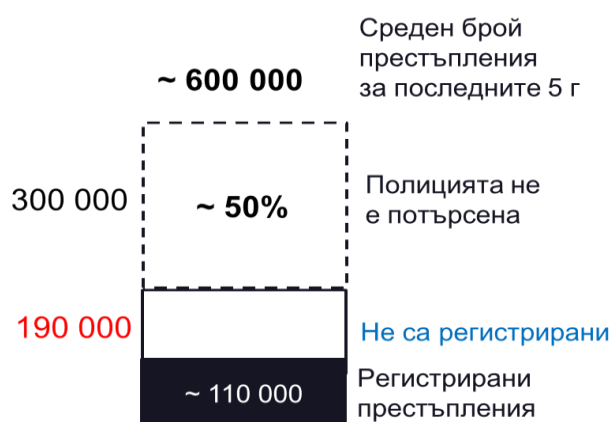 Среден брой
престъпления
за последните 5 г
~ 600 000
300 000
~ 50%
Полицията не
е потърсена
190 000
Не са регистрирани
~ 110 000
Регистрирани
престъпления